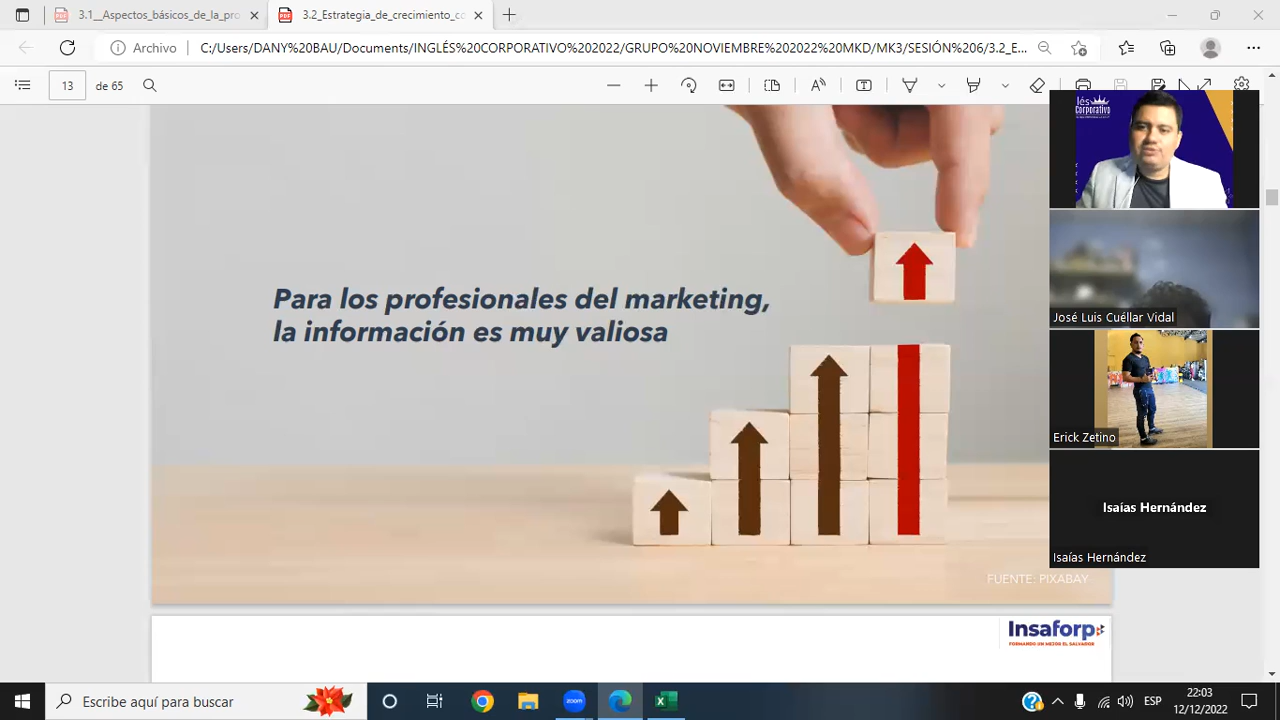 3.1__Aspectos_básicos_de_la_pro
3.2_Estrategia_de_crecimiento_co
Archivo
C:/Users/DANY%20BAU/Documents/INGLÉS%20CORPORATIVO%202022/GRUPO%20NOVIEMBRE%202022%20MKD/MK3/SESIÓN%206/3.2_E...
13
de 65
lés
Corporativo
Para los profesionales del marketing,
la información es muy valiosa
José Luis Cuéllar Vidal
Erick Zetino
Isaías Hernández
Isaías Hernández
FUENTE: PIXABAY
Insaforp
FORMANDO UN MEJOR EL SALVADOR
Escribe aquí para buscar
zoom
ESP
22:03
12/12/2022